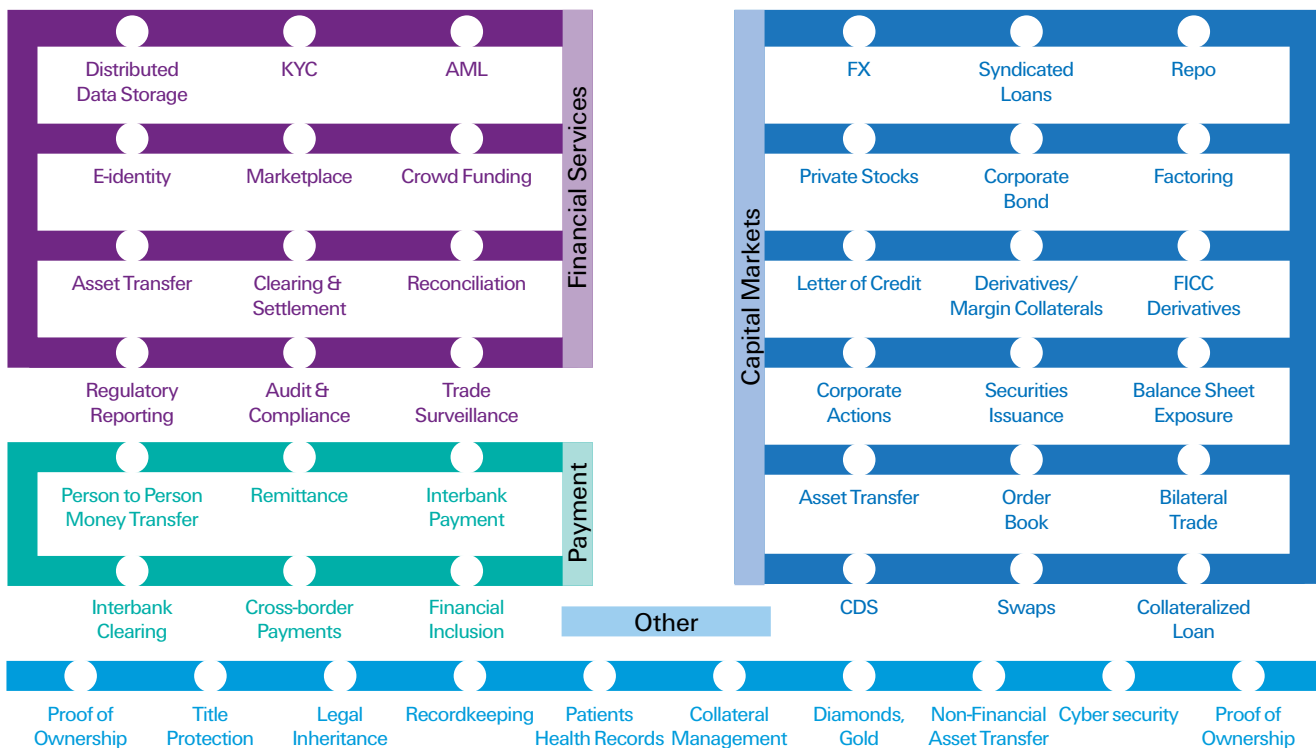 Distributed
Data Storage
KYC
AML
E-identity
Marketplace
Crowd Funding
Asset Transfer
Clearing &
Settlement
Reconciliation
Regulatory
Reporting
Audit &
Compliance
Trade
Surveillance
Financial Services
Person to Person
Money Transfer
Remittance
Interbank
Payment
Interbank
Clearing
Cross-border
Payments
Financial
Inclusion
Payment
Capital Markets
FX
Syndicated
Loans
Repo
Private Stocks
Corporate
Bond
Factoring
Letter of Credit
Derivatives/
Margin Collaterals
FICC
Derivatives
Corporate
Actions
Securities
Issuance
Balance Sheet
Exposure
Asset Transfer
Order
Book
Bilateral
Trade
CDS
Swaps
Collateralized
Loan
Other
Proof of
Ownership
Title
Protection
Legal
Inheritance
Recordkeeping
Patients
Health Records
Collateral
Management
Diamonds,
Gold
Non-Financial
Asset Transfer
Cyber security
Proof of
Ownership